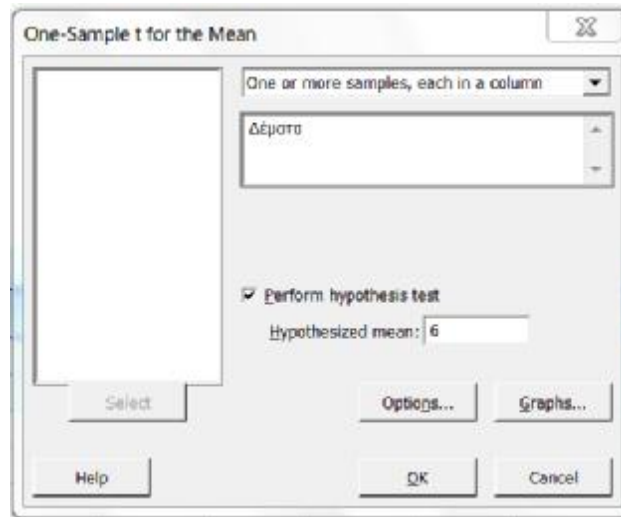 One-Sample t for the Mean
One or more samples, each in a column
Δέματα
Perform hypothesis test
Hypothesized mean: 6
Select
Options...
Graphs...
Help
OK
Cancel